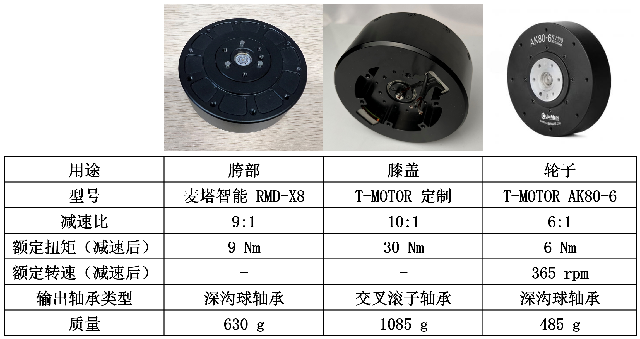 AK80-6
用途 胯部 膝盖 轮子
型号 麦塔智能 RMD-X8 T-MOTOR 定制 T-MOTOR AK80-6
减速比 9:1 10:1 6:1
额定扭矩（减速后） 9 Nm 30 Nm 6 Nm
额定转速（减速后） - - 365 rpm
输出轴承类型 深沟球轴承 交叉滚子轴承 深沟球轴承
质量 630 g 1085 g 485 g